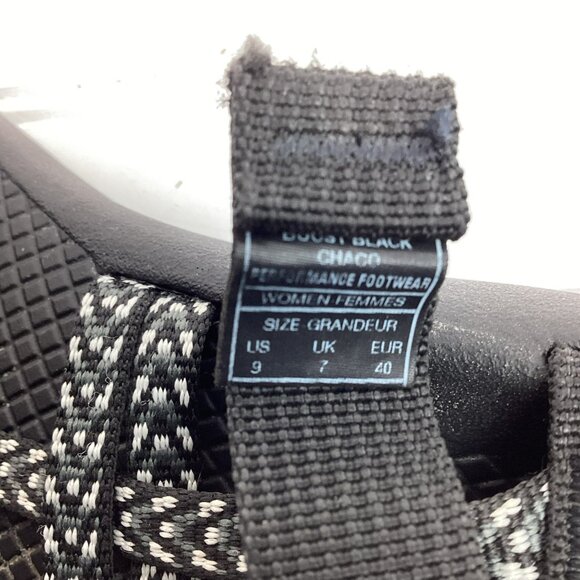 BOOST BLACK
CHACO
PERFORMANCE FOOTWEAR
WOMEN FEMMES
SIZE GRANDEUR
US UK EUR
9 7 40